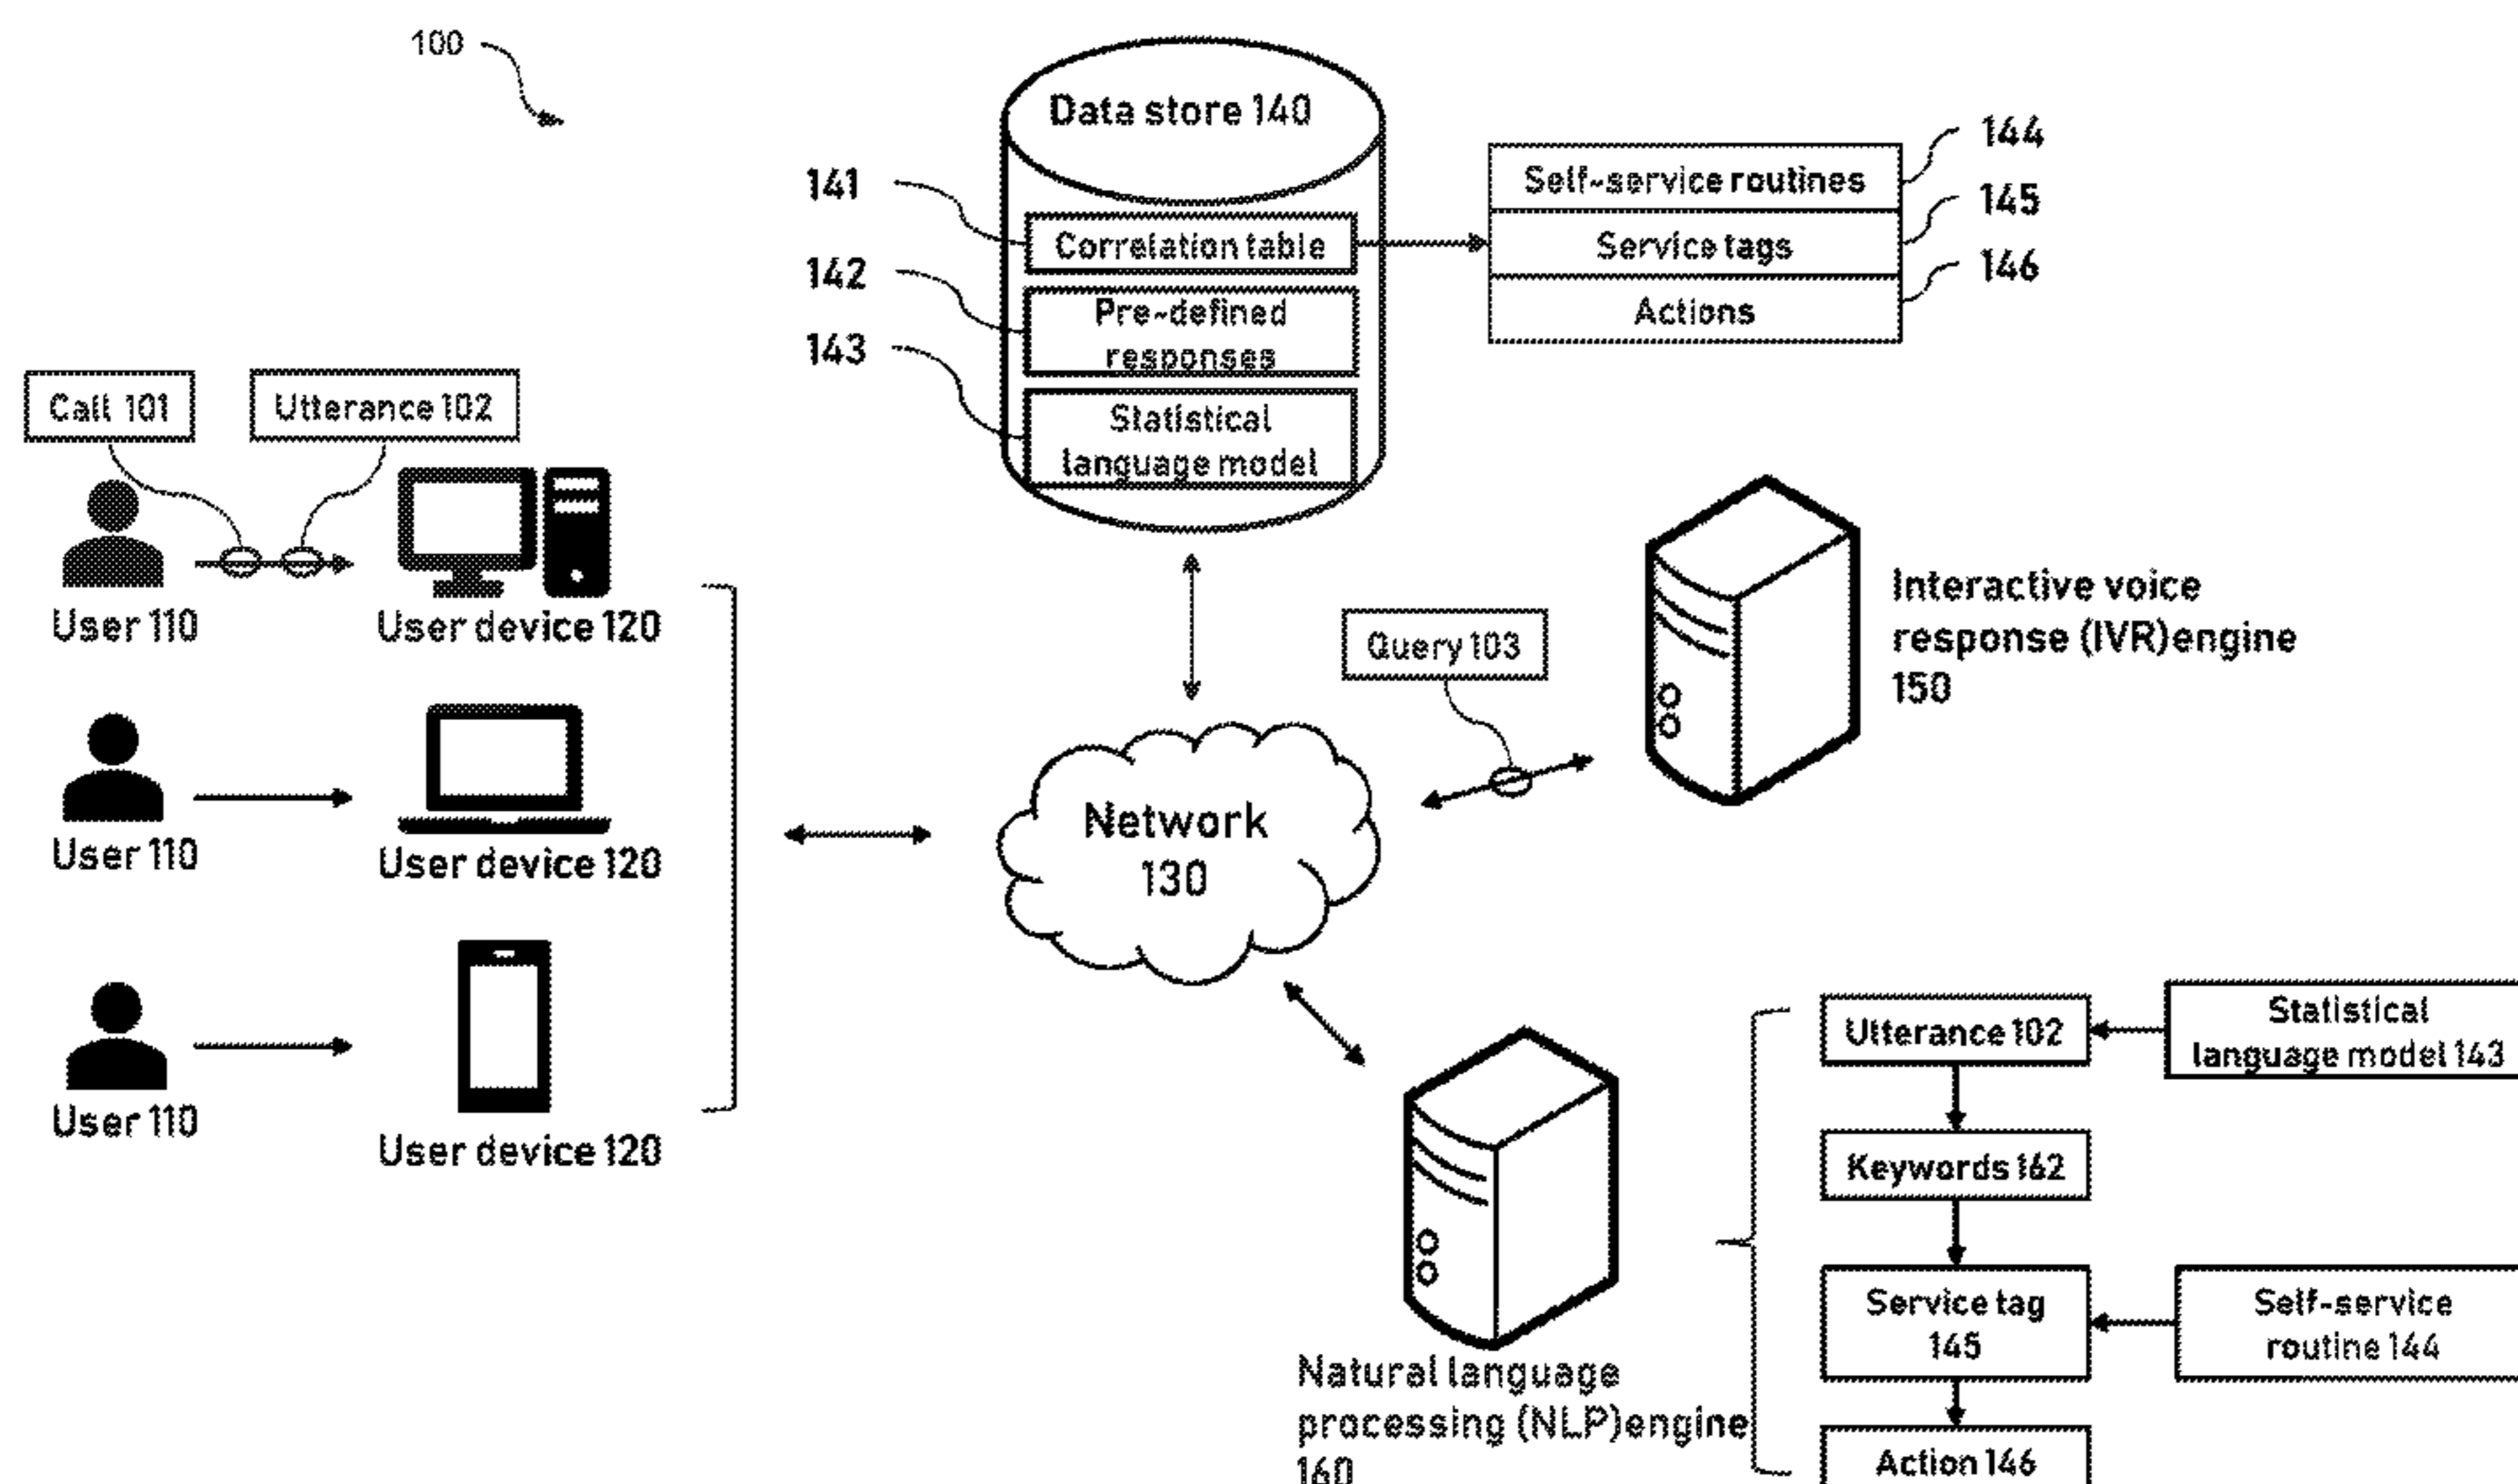 100
Data store 140
141
Correlation table
142
Pre-defined
responses
143
Statistical
language model
Self-service routines
144
Service tags
145
Actions
146
Call 101
Utterance 102
User 110
User device 120
User 110
User device 120
User 110
User device 120
Network
130
Query 103
Interactive voice
response (IVR)engine
150
Natural language
processing (NLP)engine
160
Utterance 102
Statistical
language model 143
Keywords 162
Service tag
145
Self-service
routine 144
Action 146